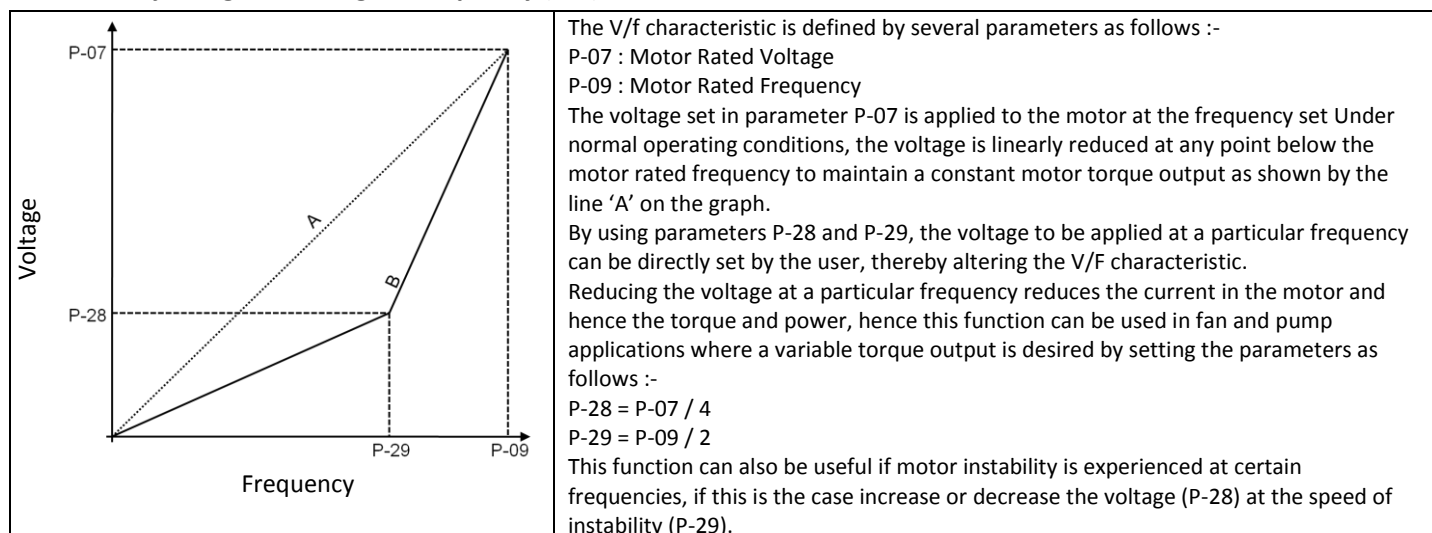 P-07
A
Voltage
B
P-28
P-29
P-09
Frequency
The V/f characteristic is defined by several parameters as follows :-
P-07 : Motor Rated Voltage
P-09 : Motor Rated Frequency
The voltage set in parameter P-07 is applied to the motor at the frequency set Under
normal operating conditions, the voltage is linearly reduced at any point below the
motor rated frequency to maintain a constant motor torque output as shown by the
line ‘A’ on the graph.
By using parameters P-28 and P-29, the voltage to be applied at a particular frequency
can be directly set by the user, thereby altering the V/F characteristic.
Reducing the voltage at a particular frequency reduces the current in the motor and
hence the torque and power, hence this function can be used in fan and pump
applications where a variable torque output is desired by setting the parameters as
follows :-
P-28 = P-07 / 4
P-29 = P-09 / 2
This function can also be useful if motor instability is experienced at certain
frequencies, if this is the case increase or decrease the voltage (P-28) at the speed of
instability (P-29).